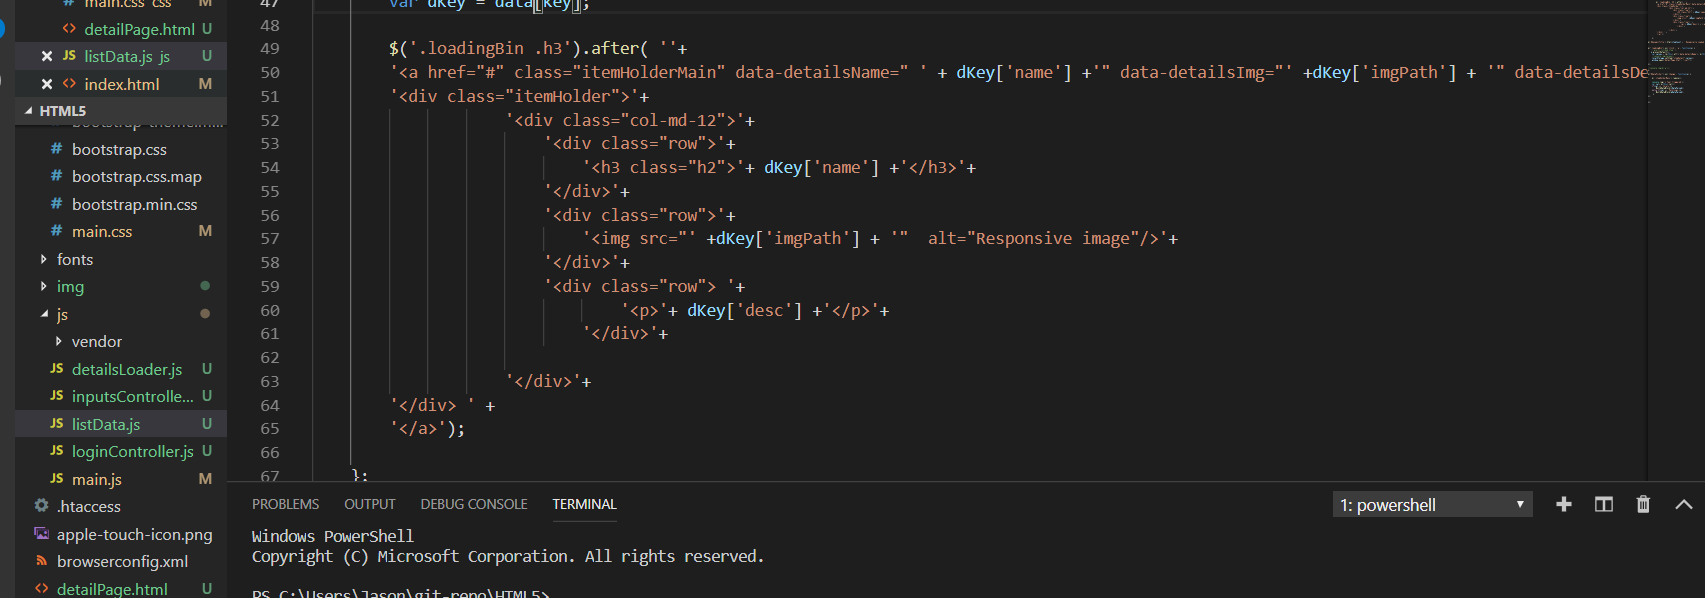 # main.css css M
<> detailPage.html U
JS listData.js js U
<> index.html M
HTML5
bootstrap.css
bootstrap.css.map
bootstrap.min.css
main.css M
fonts
img
js
vendor
JS detailsLoader.js U
JS inputsControlle... U
JS listData.js U
JS loginController.js U
JS main.js M
.htaccess
apple-touch-icon.png
browserconfig.xml
<> detailPage.html U
47 var dKey = data[key];
48
49 $('.loadingBin .h3').after( ''+
50 '<a href="#" class="itemHolderMain" data-detailsName=" ' + dKey['name'] +'" data-detailsImg="' +dKey['imgPath'] + '" data-detailsDe
51 '<div class="itemHolder">'+
52 '<div class="col-md-12">'+
53 '<div class="row">'+
54 '<h3 class="h2">'+ dKey['name'] +'</h3>'+
55 '</div>'+
56 '<div class="row">'+
57 '<img src="' +dKey['imgPath'] + '"  alt="Responsive image"/>'+
58 '</div>'+
59 '<div class="row"> '+
60 '<p>'+ dKey['desc'] +'</p>'+
61 '</div>'+
62
63 '</div>'+
64 '</div> ' +
65 '</a>');
66
67 };
PROBLEMS OUTPUT DEBUG CONSOLE TERMINAL 1: powershell
Windows PowerShell
Copyright (C) Microsoft Corporation. All rights reserved.
PS C:\Users\Jason\git-repo\HTML5>